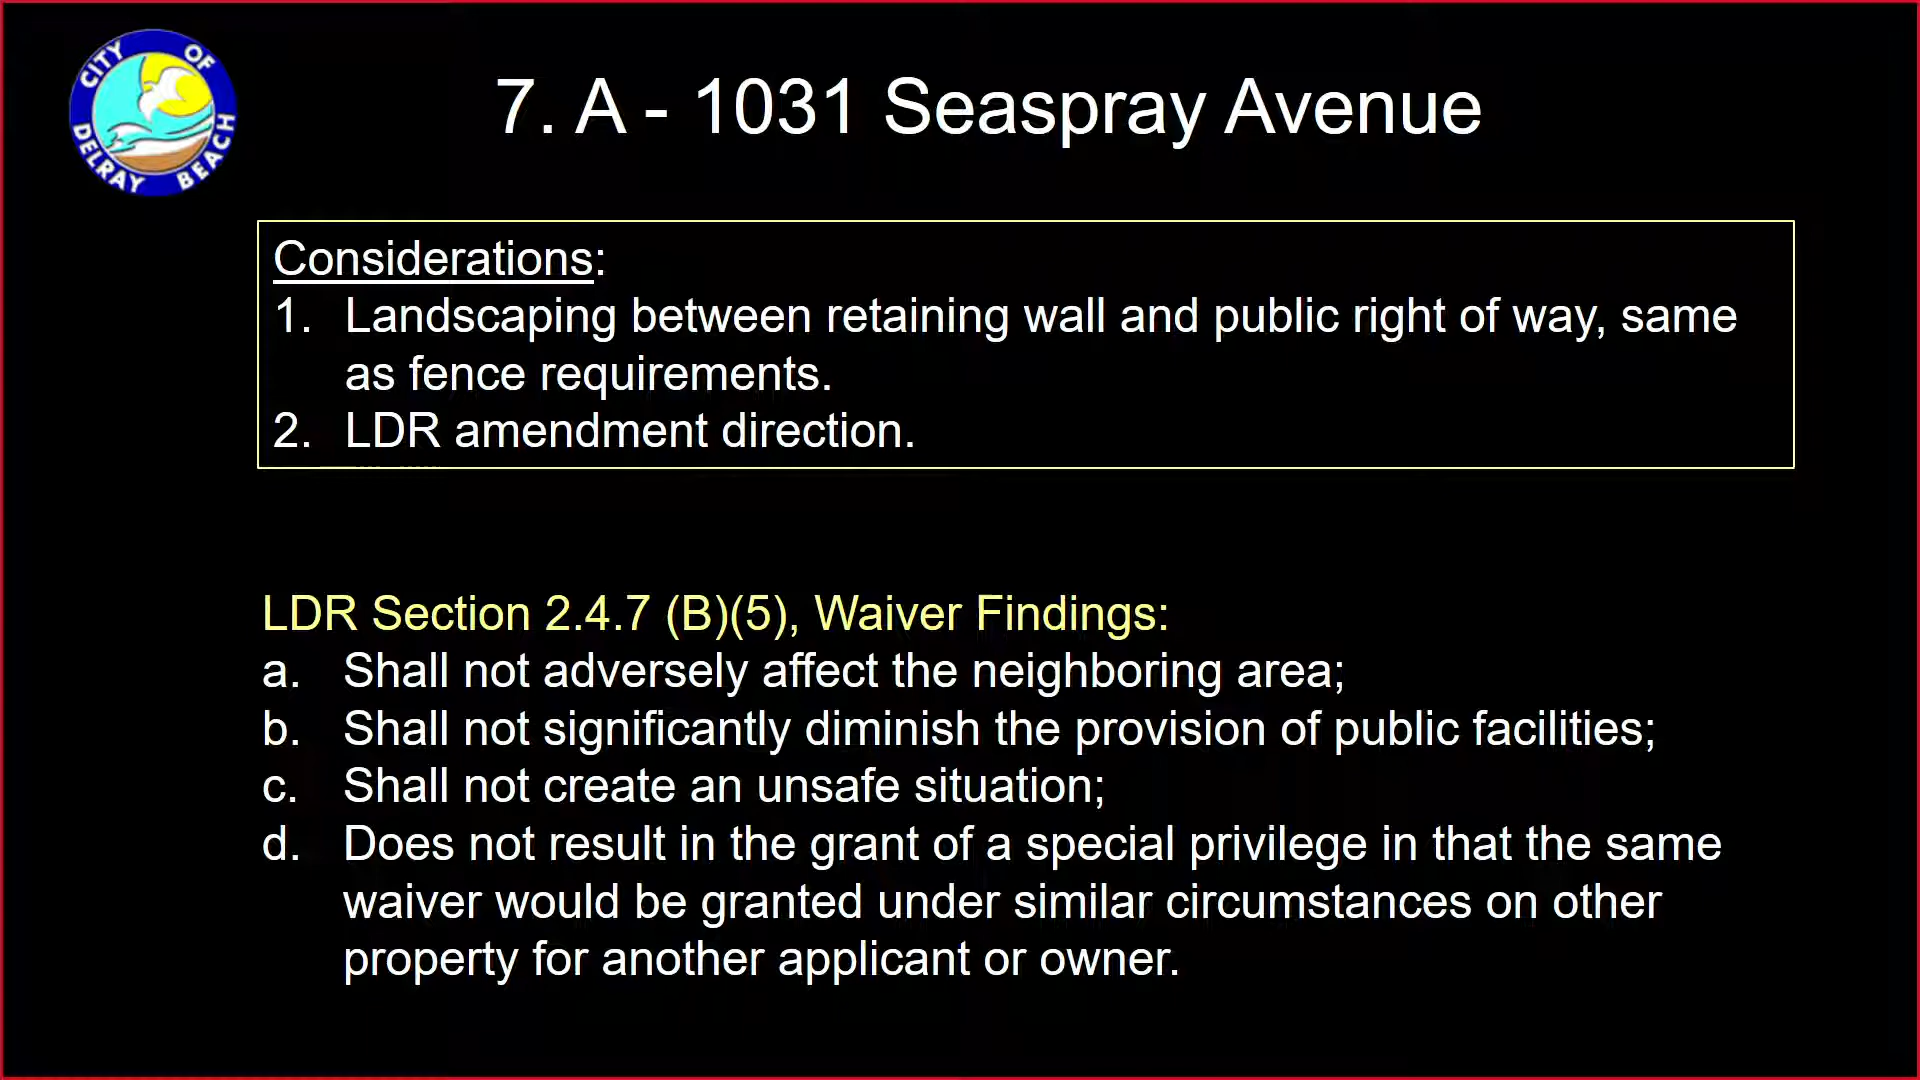 CITY OF
DELRAY BEACH
7. A - 1031 Seaspray Avenue
Considerations:
1. Landscaping between retaining wall and public right of way, same
as fence requirements.
2. LDR amendment direction.
LDR Section 2.4.7 (B)(5), Waiver Findings:
a. Shall not adversely affect the neighboring area;
b. Shall not significantly diminish the provision of public facilities;
c. Shall not create an unsafe situation;
d. Does not result in the grant of a special privilege in that the same
waiver would be granted under similar circumstances on other
property for another applicant or owner.